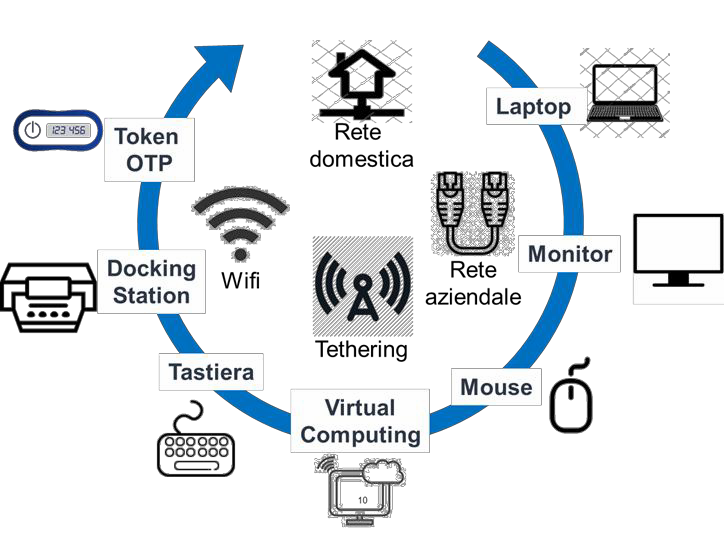 Rete
domestica
Laptop
123 456
Token
OTP
Rete
aziendale
Monitor
Wifi
Docking
Station
Tethering
Tastiera
Mouse
Virtual
Computing
10